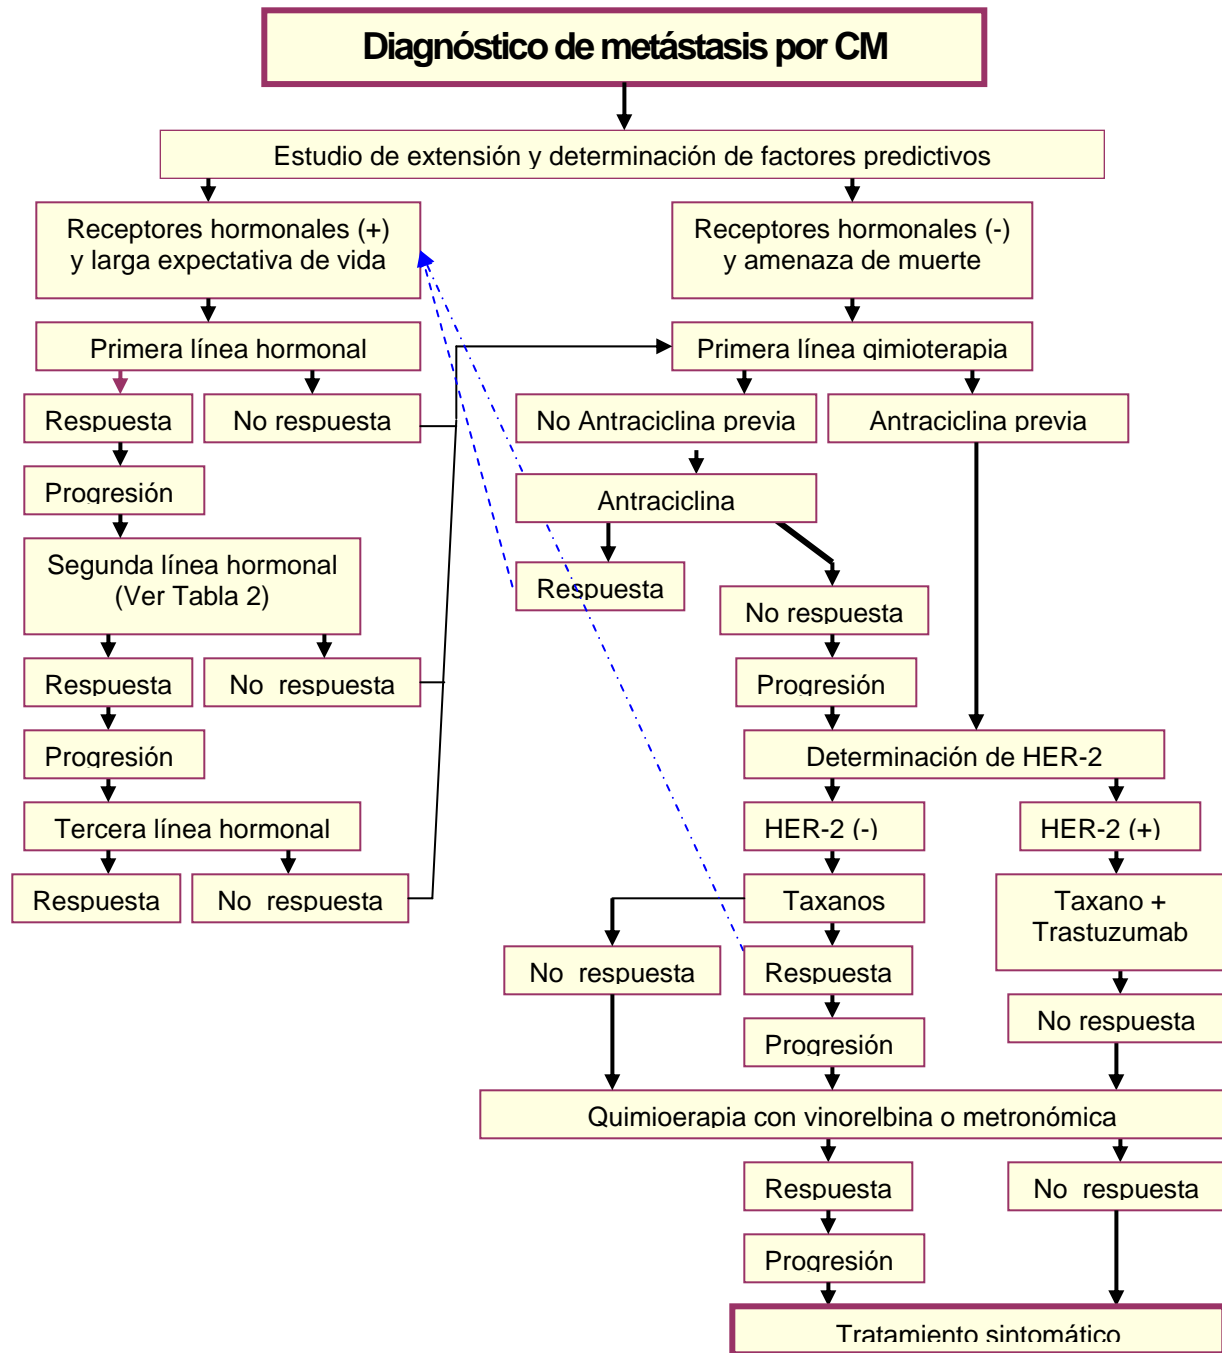 Diagnóstico de metástasis por CM
Estudio de extensión y determinación de factores predictivos
Receptores hormonales (+)
y larga expectativa de vida
Receptores hormonales (-)
y amenaza de muerte
Primera línea hormonal
Primera línea qimioterapia
Respuesta
No respuesta
No Antraciclina previa
Antraciclina previa
Progresión
Antraciclina
Segunda línea hormonal
(Ver Tabla 2)
Respuesta
No respuesta
Respuesta
No respuesta
Progresión
Progresión
Determinación de HER-2
Tercera línea hormonal
HER-2 (-)
HER-2 (+)
Respuesta
No respuesta
Taxanos
Taxano +
Trastuzumab
No respuesta
Respuesta
No respuesta
Progresión
Quimioerapia con vinorelbina o metronómica
Respuesta
No respuesta
Progresión
Tratamiento sintomático